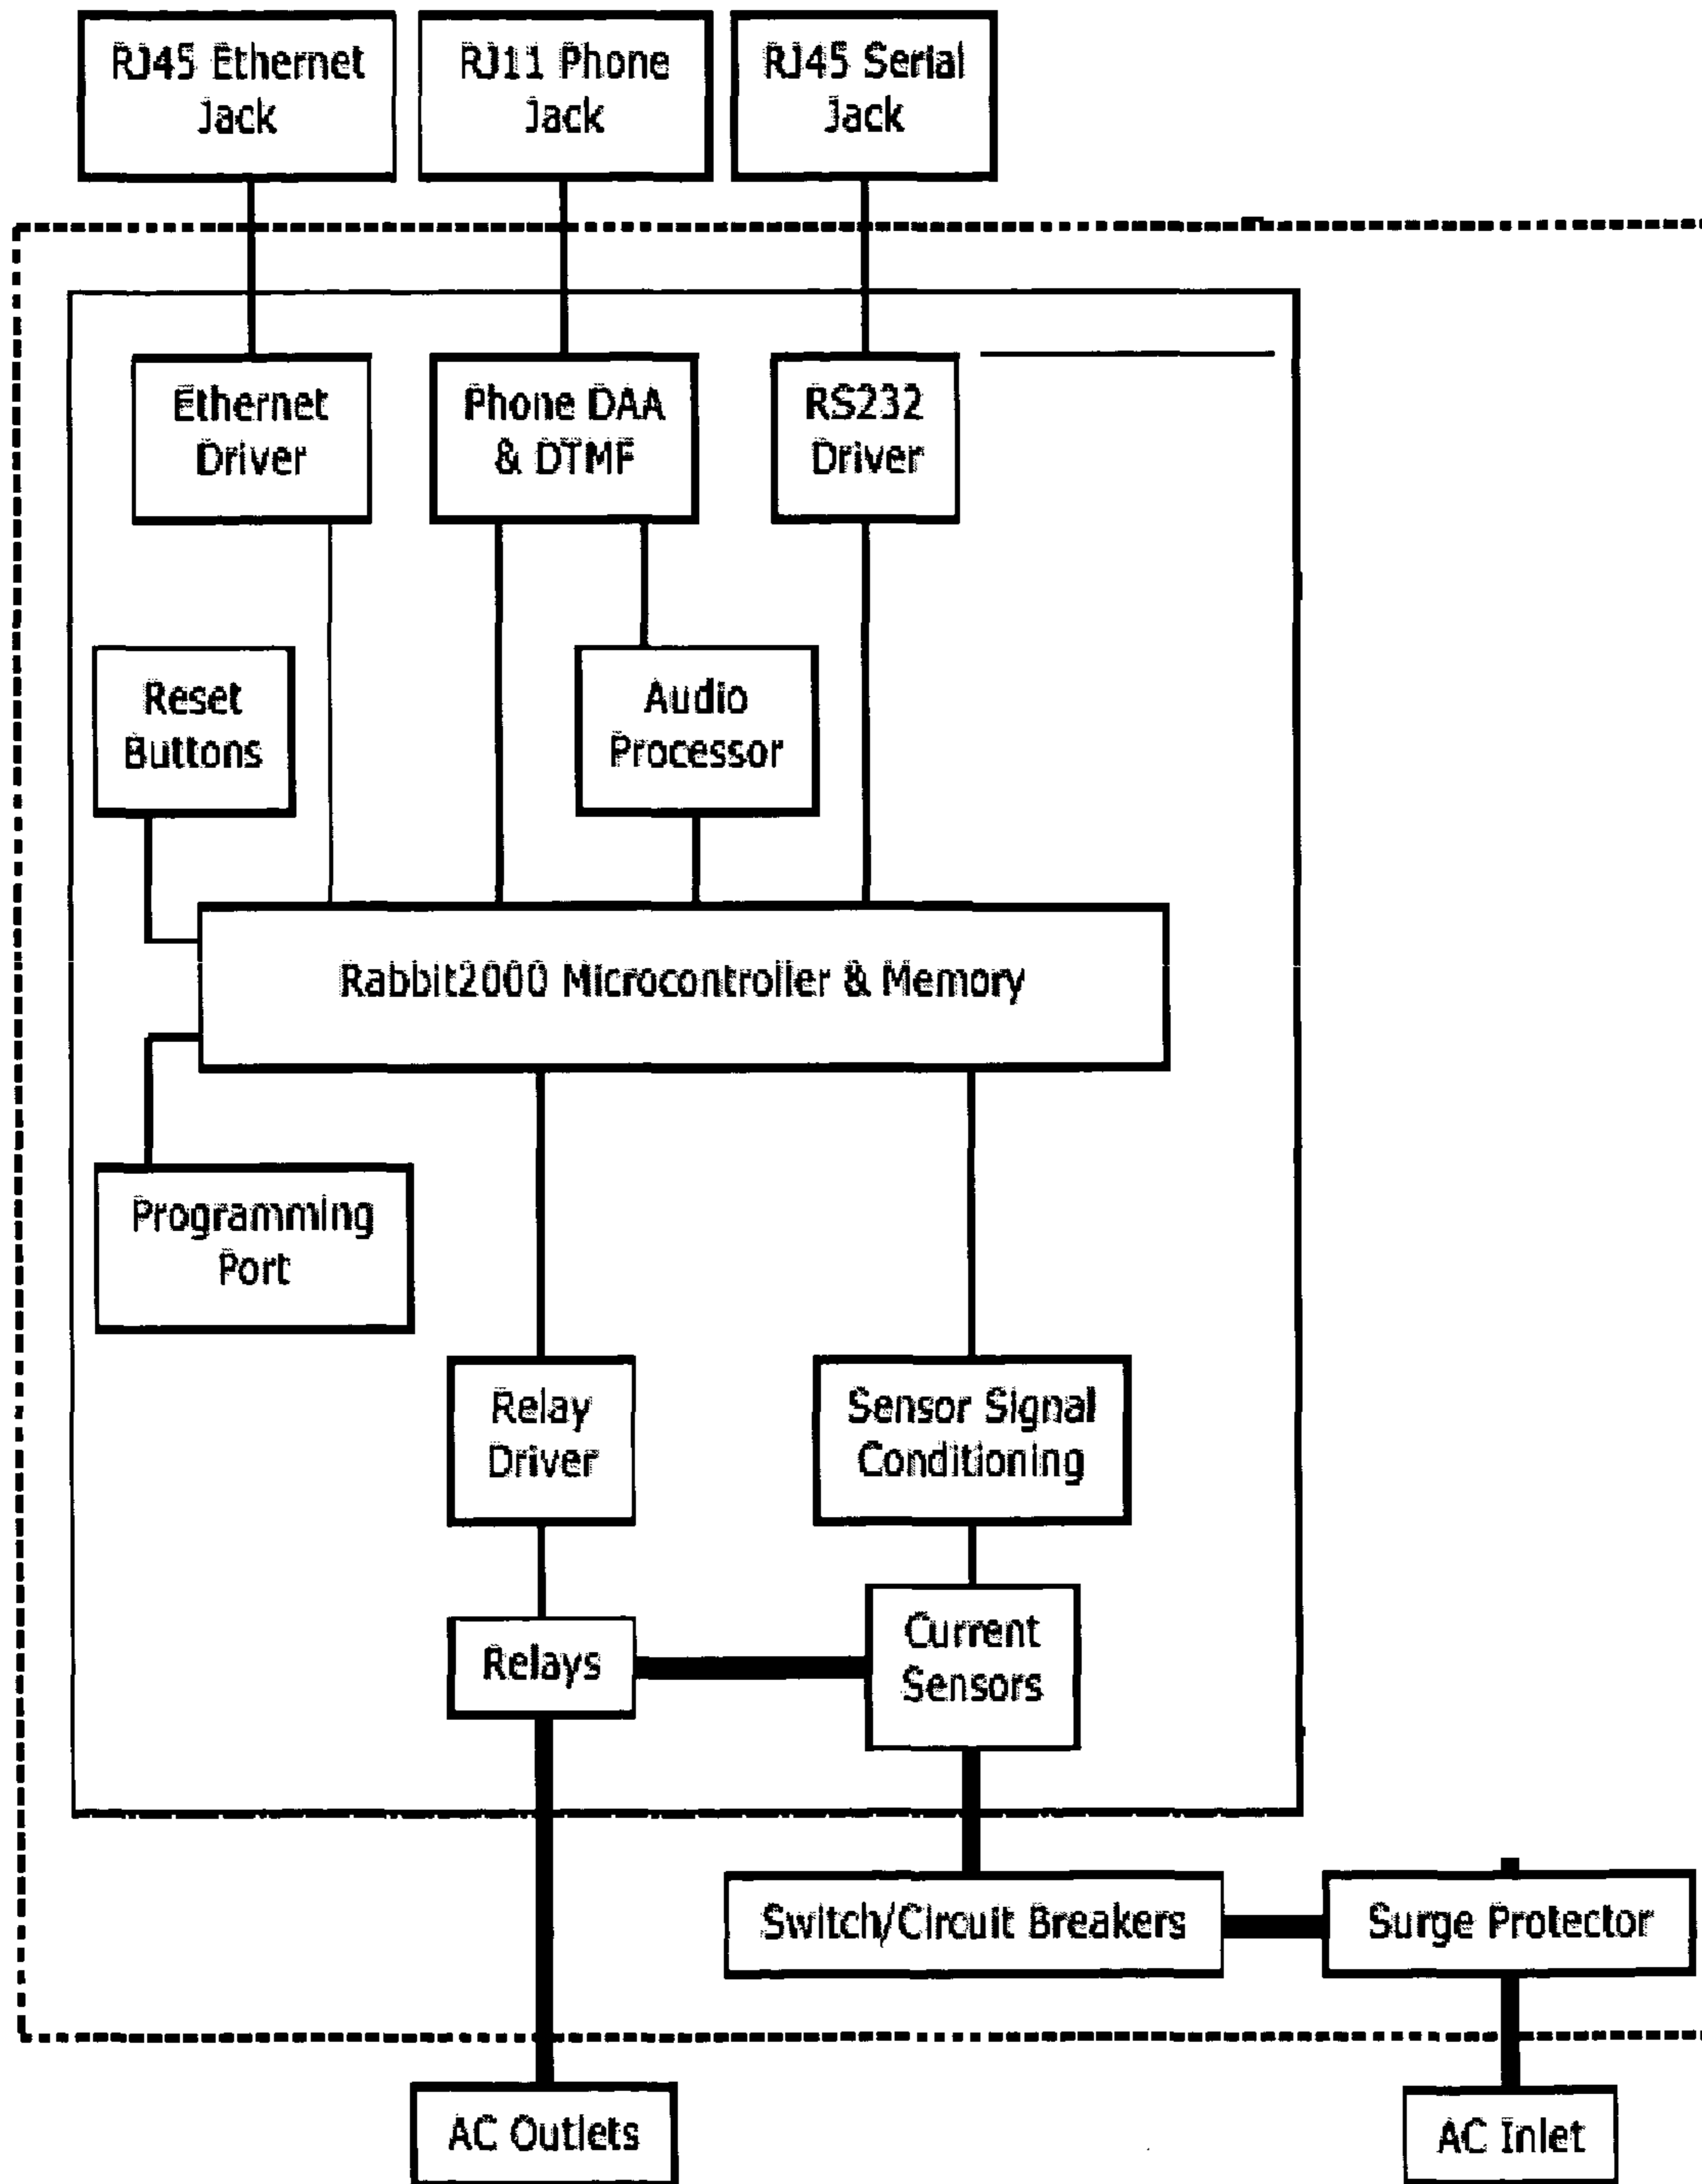 RJ45 Ethernet
Jack
RJ11 Phone
Jack
RJ45 Serial
Jack
Ethernet
Driver
Phone DAA
& DTMF
RS232
Driver
Reset
Buttons
Audio
Processor
Rabbit2000 Microcontroller & Memory
Programming
Port
Relay
Driver
Sensor Signal
Conditioning
Relays
Current
Sensors
Switch/Circuit Breakers
Surge Protector
AC Outlets
AC Inlet